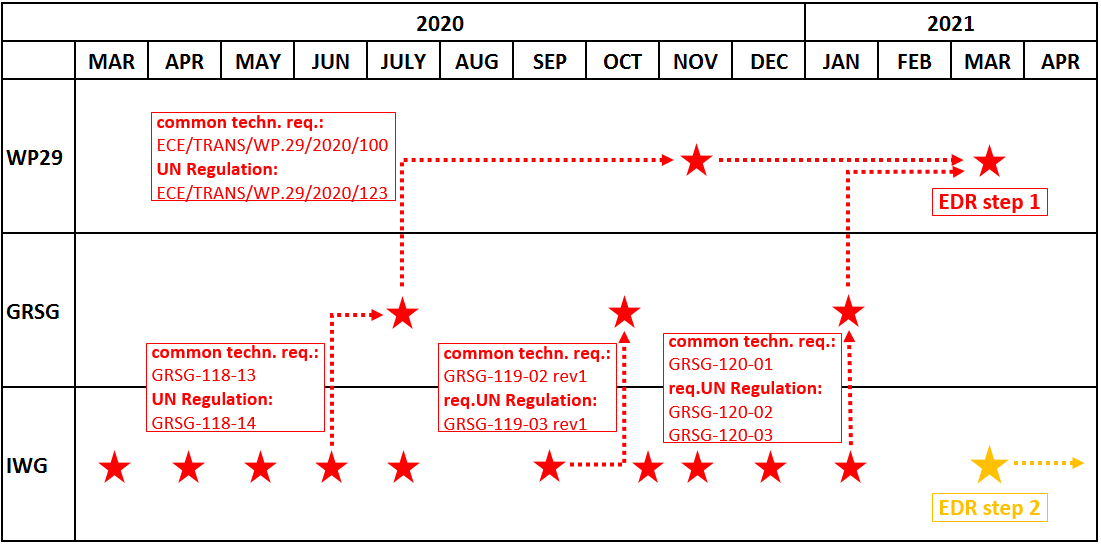 2020
2021
MAR
APR
MAY
JUN
JULY
AUG
SEP
OCT
NOV
DEC
JAN
FEB
MAR
APR
WP29
common techn. req.:
ECE/TRANS/WP.29/2020/100
UN Regulation:
ECE/TRANS/WP.29/2020/123
EDR step 1
GRSG
common techn. req.:
GRSG-118-13
UN Regulation:
GRSG-118-14
common techn. req.:
GRSG-119-02 rev1
req.UN Regulation:
GRSG-119-03 rev1
common techn. req.:
GRSG-120-01
req.UN Regulation:
GRSG-120-02
GRSG-120-03
IWG
EDR step 2